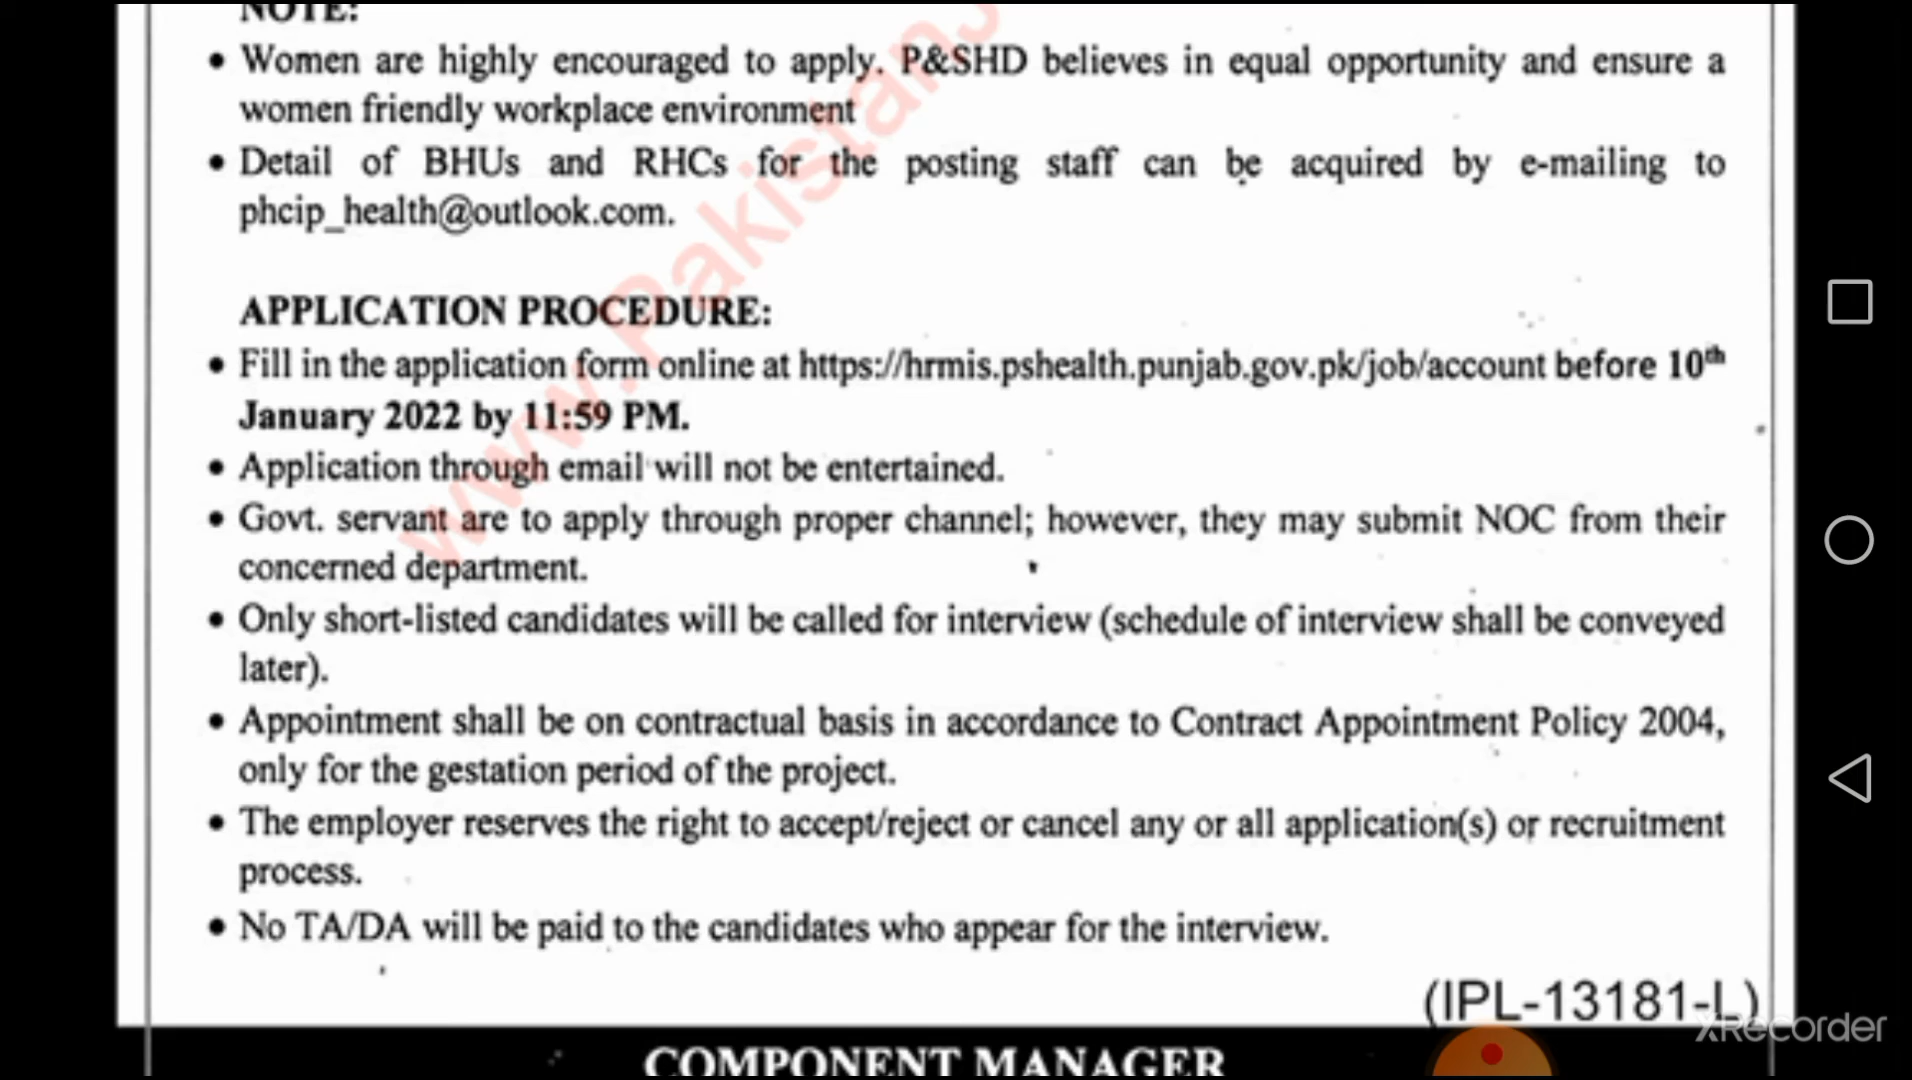 NOTE:
• Women are highly encouraged to apply. P&SHD believes in equal opportunity and ensure a
women friendly workplace environment
• Detail of BHUs and RHCs for the posting staff can be acquired by e-mailing to
phcip_health@outlook.com.
APPLICATION PROCEDURE:
• Fill in the application form online at https://hrmis.pshealth.punjab.gov.pk/job/account before 10th
January 2022 by 11:59 PM.
• Application through email will not be entertained.
• Govt. servant are to apply through proper channel; however, they may submit NOC from their
concerned department.
• Only short-listed candidates will be called for interview (schedule of interview shall be conveyed
later).
• Appointment shall be on contractual basis in accordance to Contract Appointment Policy 2004,
only for the gestation period of the project.
• The employer reserves the right to accept/reject or cancel any or all application(s) or recruitment
process.
• No TA/DA will be paid to the candidates who appear for the interview.
(IPL-13181-L)
COMPONENT MANAGER
www.PakistanJ
XRecorder